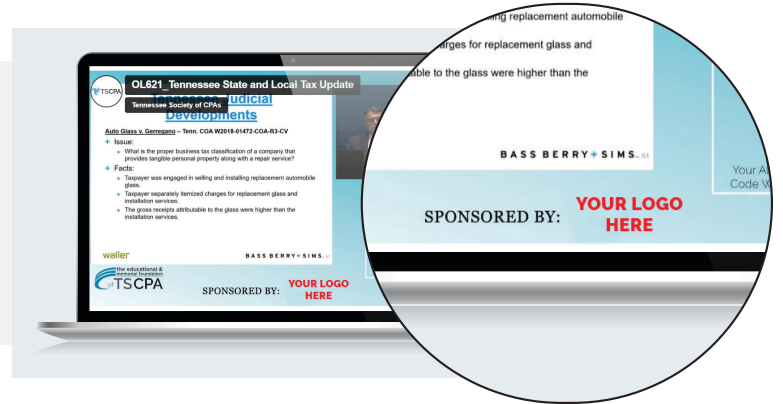 TSCPA
OL621_Tennessee State and Local Tax Update
Tennessee Society of CPAs
Tennessee Judicial
Developments
Auto Glass v. Gerregano – Tenn. COA W2018-01472-COA-R3-CV
+ Issue:
What is the proper business tax classification of a company that
provides tangible personal property along with a repair service?
+ Facts:
Taxpayer was engaged in selling and installing replacement automobile
glass.
Taxpayer separately itemized charges for replacement glass and
installation services.
The gross receipts attributable to the glass were higher than the
installation services.
waller
BASS BERRY + SIMS
the educational &
memorial foundation
of TSCPA
SPONSORED BY:
YOUR LOGO
HERE
replacement automobile
for replacement glass and
to the glass were higher than the
BASS BERRY + SIMS 51
Your
Code
SPONSORED BY:
YOUR LOGO
HERE